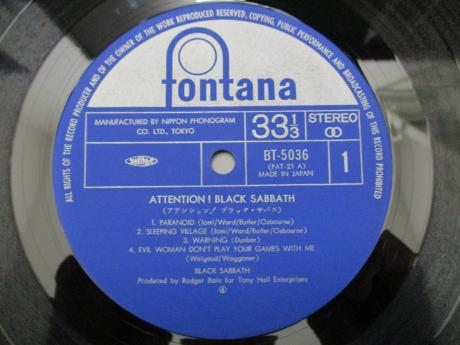 ALL RIGHTS OF THE RECORD PRODUCER AND OF THE OWNER OF THE WORK REPRODUCED RESERVED. COPYING, PUBLIC PERFORMANCE AND BROADCASTING OF THIS RECORD PROHIBITED
fontana
MANUFACTURED BY NIPPON PHONOGRAM
CO. LTD., TOKYO
33 1/3
STEREO
BT-5036
(PAT-21 A)
MADE IN JAPAN
1
ATTENTION! BLACK SABBATH
(アテンション! ブラック・サバス)
1. PARANOID (Iomi/Ward/Butler/Osbourne)
2. SLEEPING VILLAGE (Iomi/Ward/Butler/Osbourne)
3. WARNING (Dunbar)
4. EVIL WOMAN DON'T PLAY YOUR GAMES WITH ME
(Weigaud/Waggoner)
BLACK SABBATH
Produced by Rodger Bain for Tony Hall Enterprises